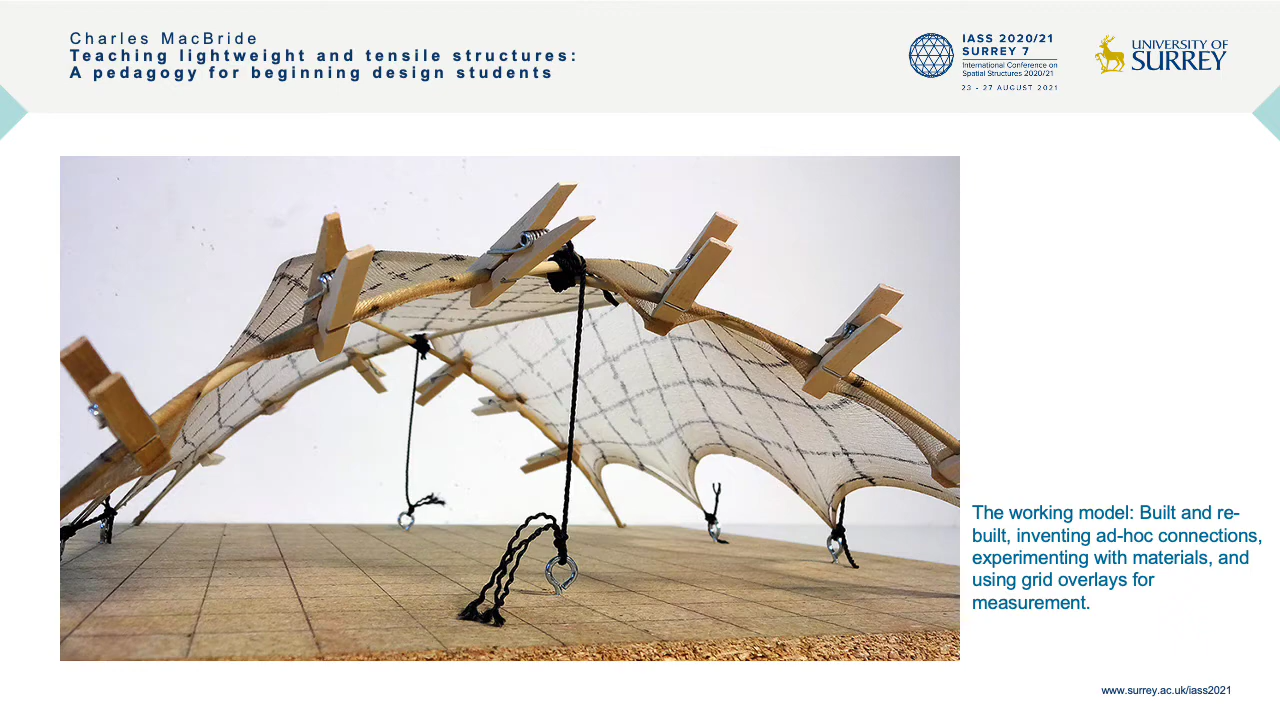 Charles MacBride
Teaching lightweight and tensile structures:
A pedagogy for beginning design students
IASS 2020/21
SURREY 7
International Conference on
Spatial Structures 2020/21
23 - 27 AUGUST 2021
UNIVERSITY OF
SURREY
The working model: Built and re-
built, inventing ad-hoc connections,
experimenting with materials, and
using grid overlays for
measurement.
www.surrey.ac.uk/iass2021